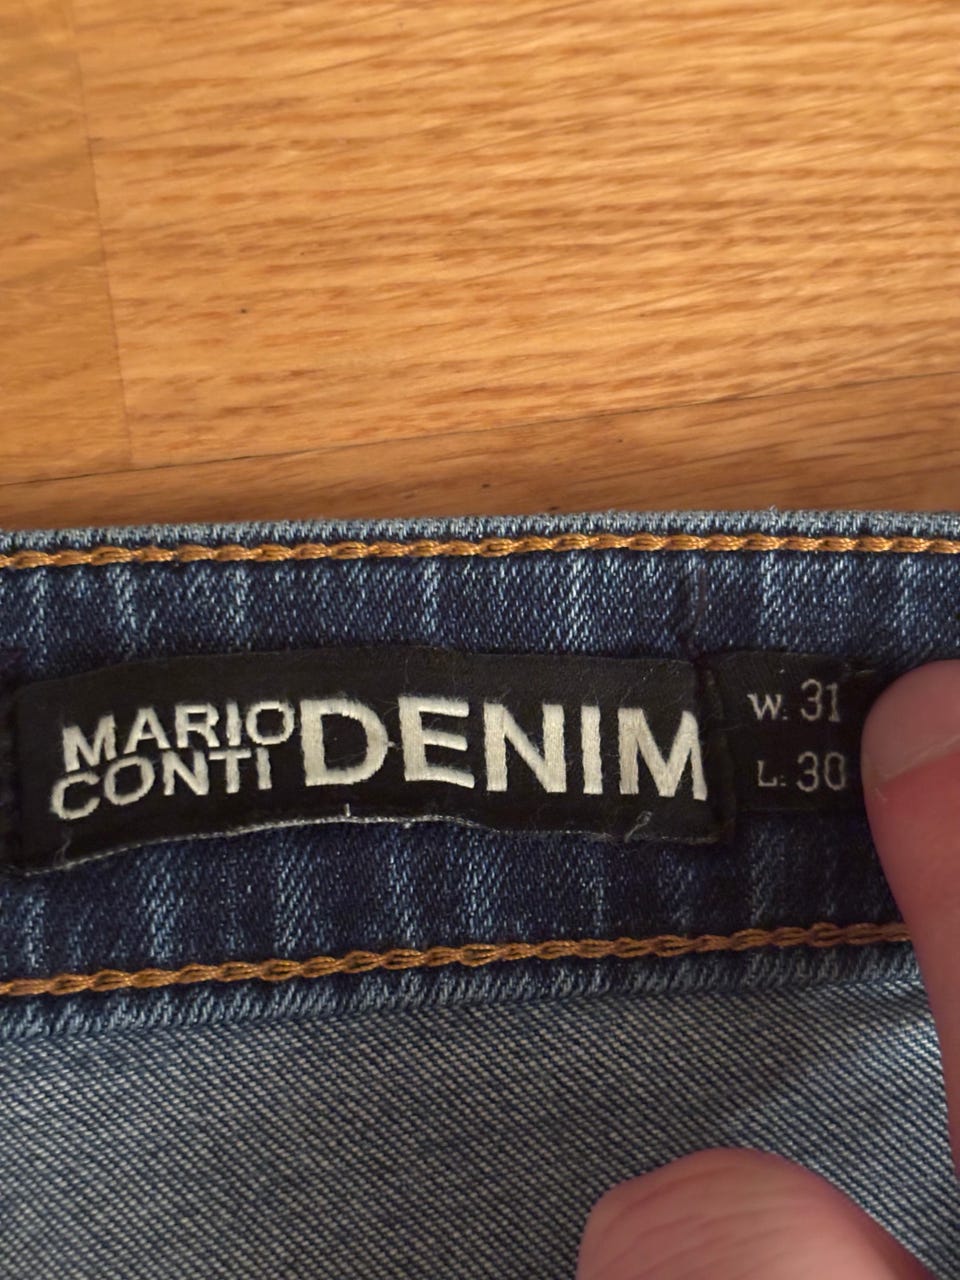 MARIO
CONTI
DENIM
W. 31
L. 30